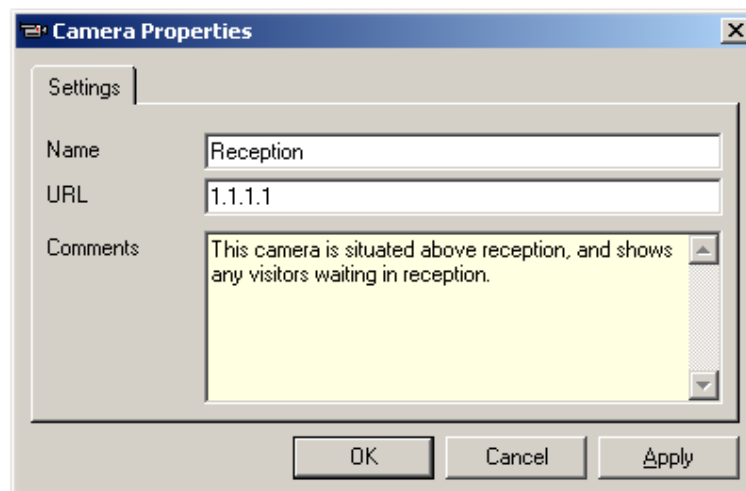 Camera Properties
Settings
Name
Reception
URL
1.1.1.1
Comments
This camera is situated above reception, and shows
any visitors waiting in reception.
OK
Cancel
Apply